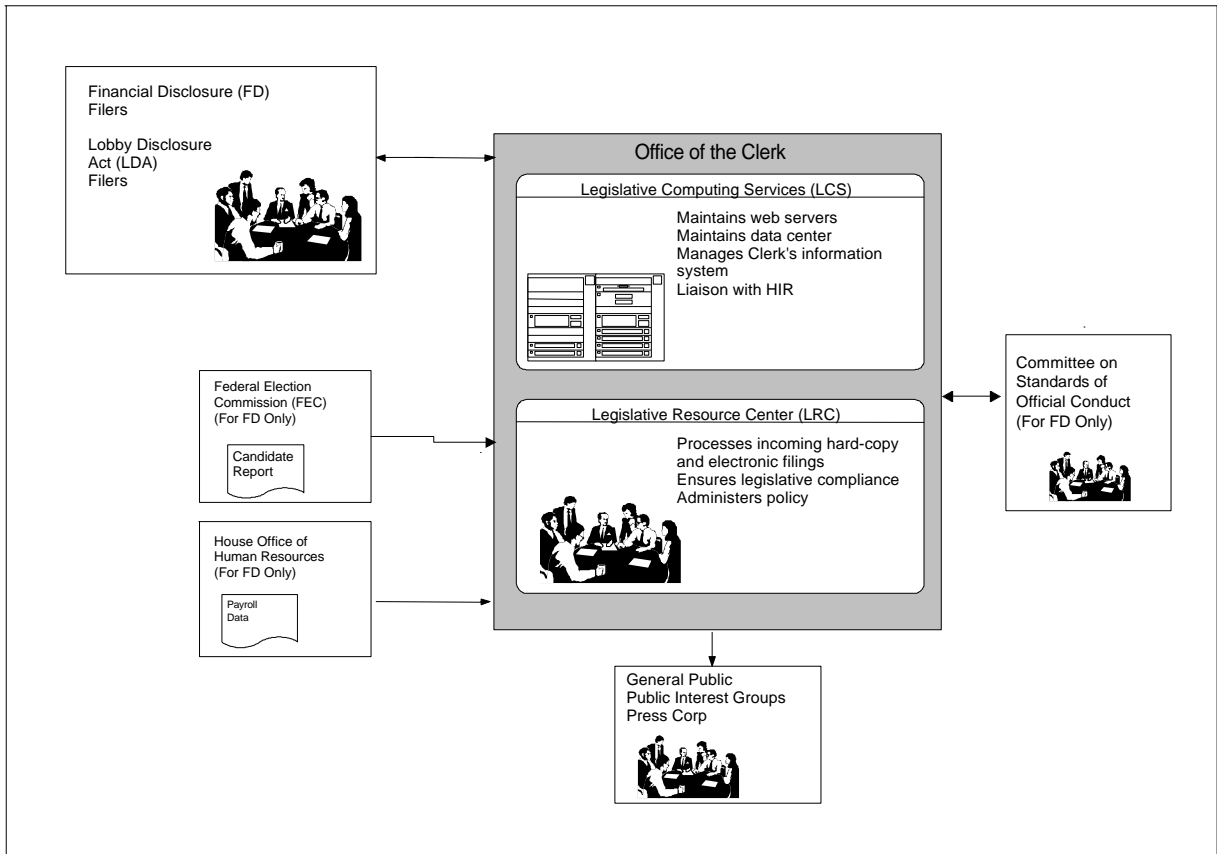 Financial Disclosure (FD)
Filers
Lobby Disclosure
Act (LDA)
Filers
Office of the Clerk
Legislative Computing Services (LCS)
Maintains web servers
Maintains data center
Manages Clerk's information
system
Liaison with HIR
Federal Election
Commission (FEC)
(For FD Only)
Candidate
Report
Legislative Resource Center (LRC)
Processes incoming hard-copy
and electronic filings
Ensures legislative compliance
Administers policy
Committee on
Standards of
Official Conduct
(For FD Only)
House Office of
Human Resources
(For FD Only)
Payroll
Data
General Public
Public Interest Groups
Press Corp